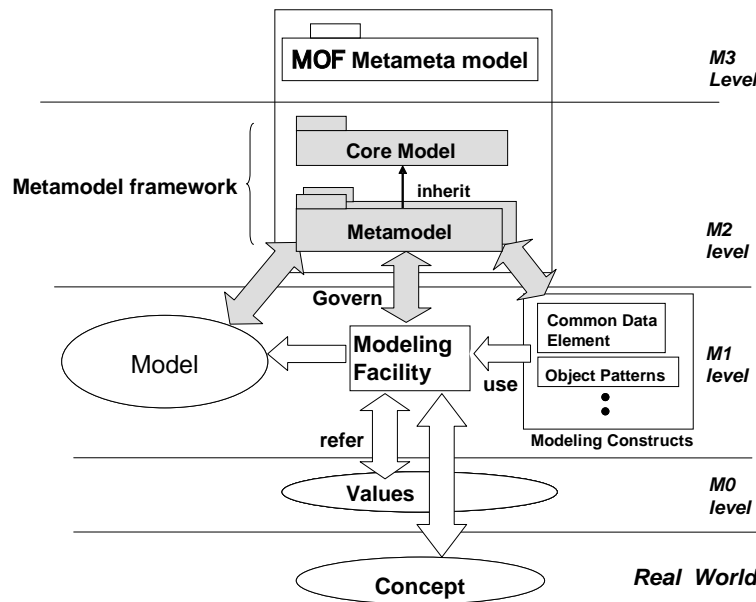 MOF Metameta model
M3
Level
Core Model
Metamodel framework
inherit
Metamodel
M2
level
Govern
Model
Modeling
Facility
use
Common Data
Element
Object Patterns
Modeling Constructs
M1
level
refer
Values
M0
level
Concept
Real World